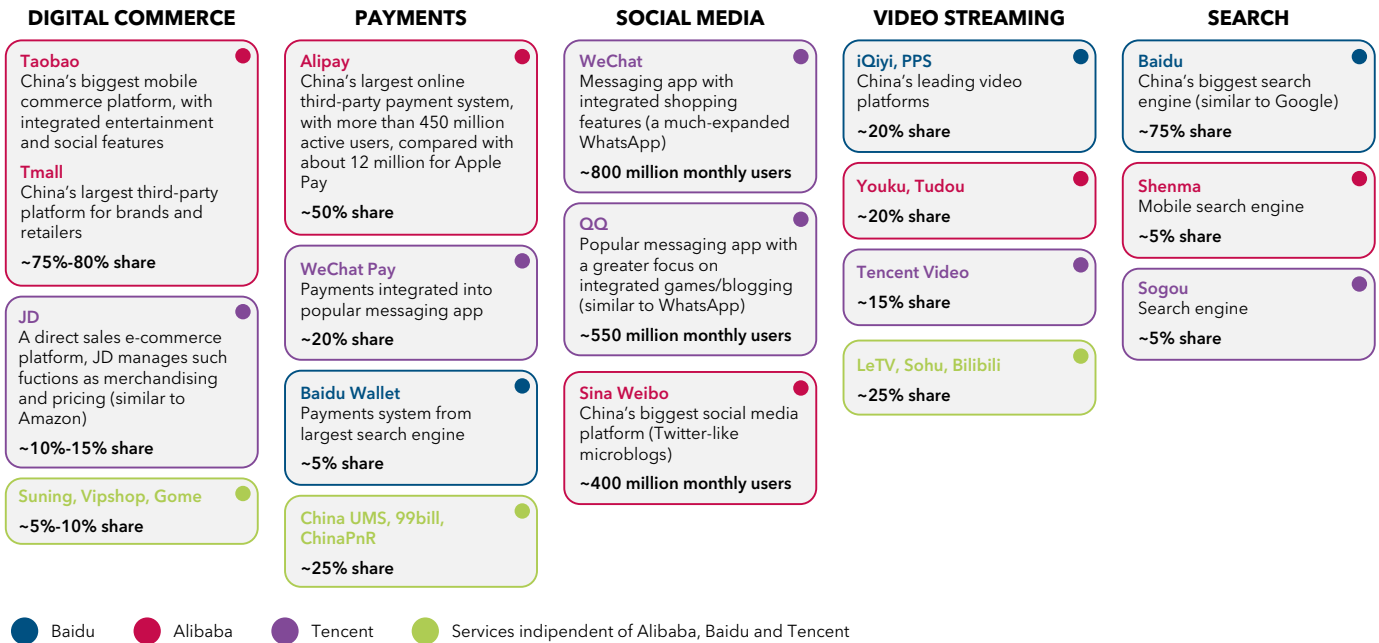 DIGITAL COMMERCE
Taobao
China's biggest mobile
commerce platform, with
integrated entertainment
and social features
Tmall
China's largest third-party
platform for brands and
retailers
~75%-80% share
JD
A direct sales e-commerce
platform, JD manages such
fuctions as merchandising
and pricing (similar to
Amazon)
~10%-15% share
Suning, Vipshop, Gome
~5%-10% share
PAYMENTS
Alipay
China's largest online
third-party payment system,
with more than 450 million
active users, compared with
about 12 million for Apple
Pay
~50% share
WeChat Pay
Payments integrated into
popular messaging app
~20% share
Baidu Wallet
Payments system from
largest search engine
~5% share
China UMS, 99bill,
ChinaPnR
~25% share
SOCIAL MEDIA
WeChat
Messaging app with
integrated shopping
features (a much-expanded
WhatsApp)
~800 million monthly users
QQ
Popular messaging app with
a greater focus on
integrated games/blogging
(similar to WhatsApp)
~550 million monthly users
Sina Weibo
China's biggest social media
platform (Twitter-like
microblogs)
~400 million monthly users
VIDEO STREAMING
iQiyi, PPS
China's leading video
platforms
~20% share
Youku, Tudou
~20% share
Tencent Video
~15% share
LeTV, Sohu, Bilibili
~25% share
SEARCH
Baidu
China's biggest search
engine (similar to Google)
~75% share
Shenma
Mobile search engine
~5% share
Sogou
Search engine
~5% share
Baidu
Alibaba
Tencent
Services indipendent of Alibaba, Baidu and Tencent